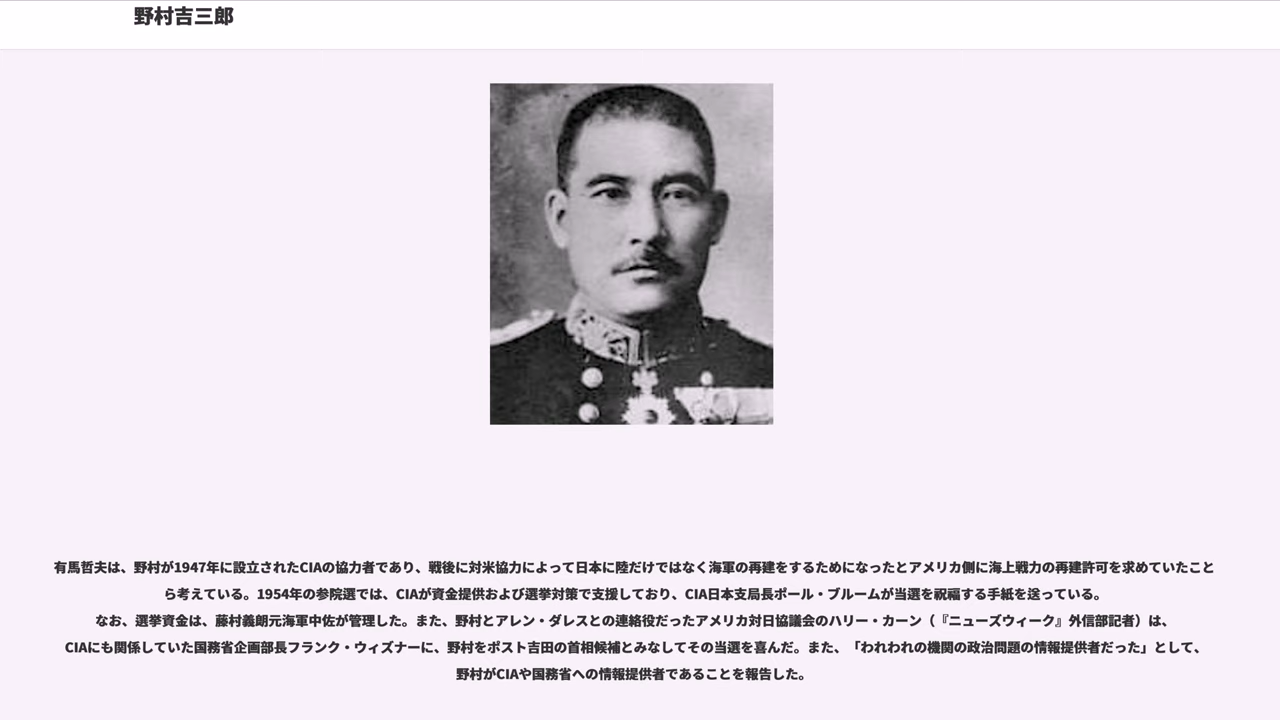 野村吉三郎
有馬哲夫は、野村が1947年に設立されたCIAの協力者であり、戦後に対米協力によって日本に陸だけではなく海軍の再建をするためになったとアメリカ側に海上戦力の再建許可を求めていたこと
ら考えている。1954年の参院選では、CIAが資金提供および選挙対策で支援しており、CIA日本支局長ポール・ブルームが当選を祝福する手紙を送っている。
なお、選挙資金は、藤村義朗元海軍中佐が管理した。また、野村とアレン・ダレスとの連絡役だったアメリカ対日協議会のハリー・カーン（『ニューズウィーク』外信部記者）は、
CIAにも関係していた国務省企画部長フランク・ウィズナーに、野村をポスト吉田の首相候補とみなしてその当選を喜んだ。また、「われわれの機関の政治問題の情報提供者だった」として、
野村がCIAや国務省への情報提供者であることを報告した。